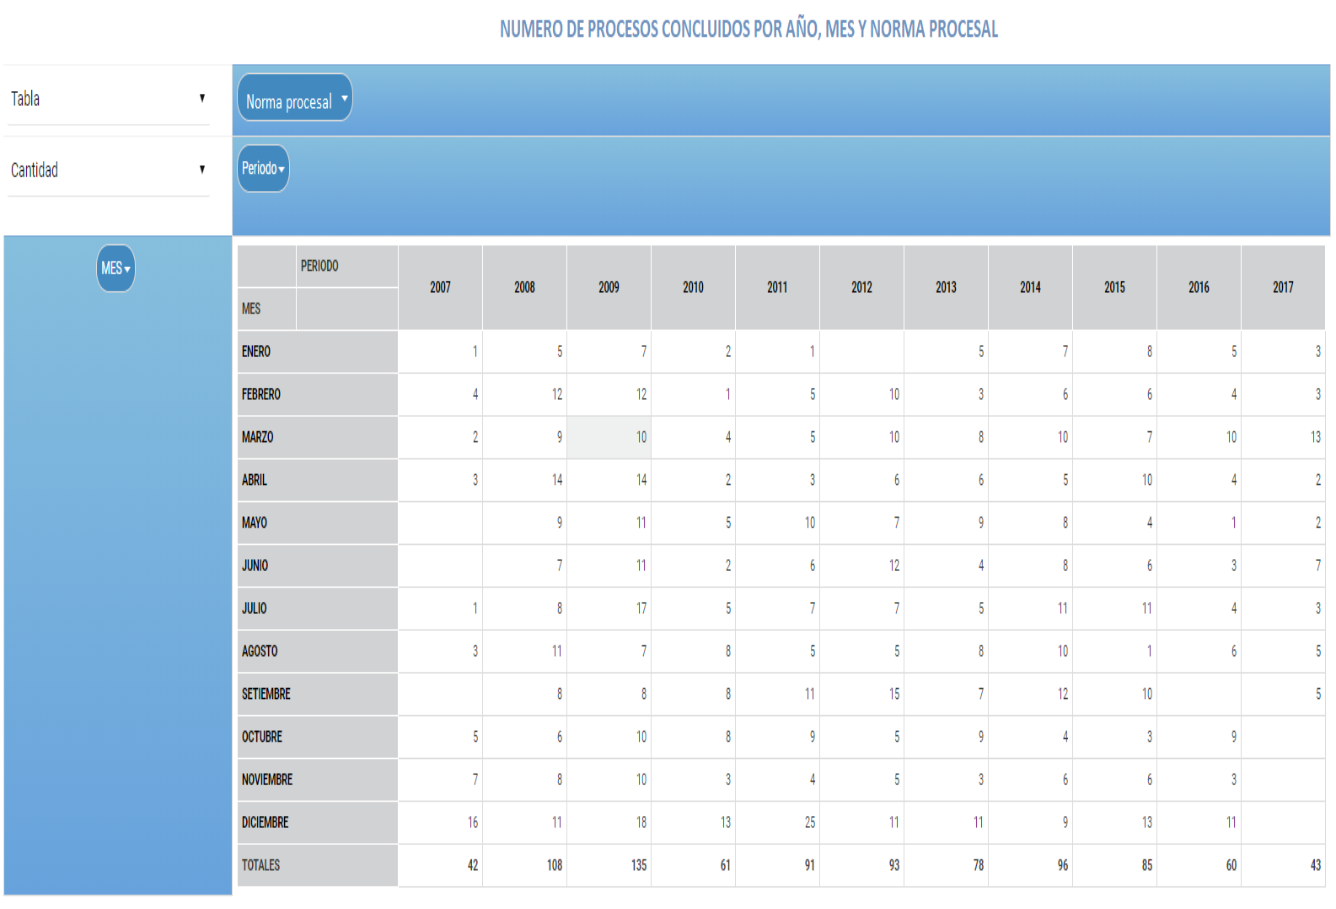 NUMERO DE PROCESOS CONCLUIDOS POR AÑO, MES Y NORMA PROCESAL
Tabla ▼ Norma procesal ▼
Cantidad ▼ Periodo ▼
MES ▼
PERIODO 2007 2008 2009 2010 2011 2012 2013 2014 2015 2016 2017
MES
ENERO 1 5 7 2 1 5 7 8 5 3
FEBRERO 4 12 12 1 5 10 3 6 6 4 3
MARZO 2 9 10 4 5 10 8 10 7 10 13
ABRIL 3 14 14 2 3 6 6 5 10 4 2
MAYO 9 11 5 10 7 9 8 4 1 2
JUNIO 7 11 2 6 12 4 8 6 3 7
JULIO 1 8 17 5 7 7 5 11 11 4 3
AGOSTO 3 11 7 8 5 5 8 10 1 6 5
SETIEMBRE 8 8 8 11 15 7 12 10 5
OCTUBRE 5 6 10 8 9 5 9 4 3 9
NOVIEMBRE 7 8 10 3 4 5 3 6 6 3
DICIEMBRE 16 11 18 13 25 11 11 9 13 11
TOTALES 42 108 135 61 91 93 78 96 85 60 43